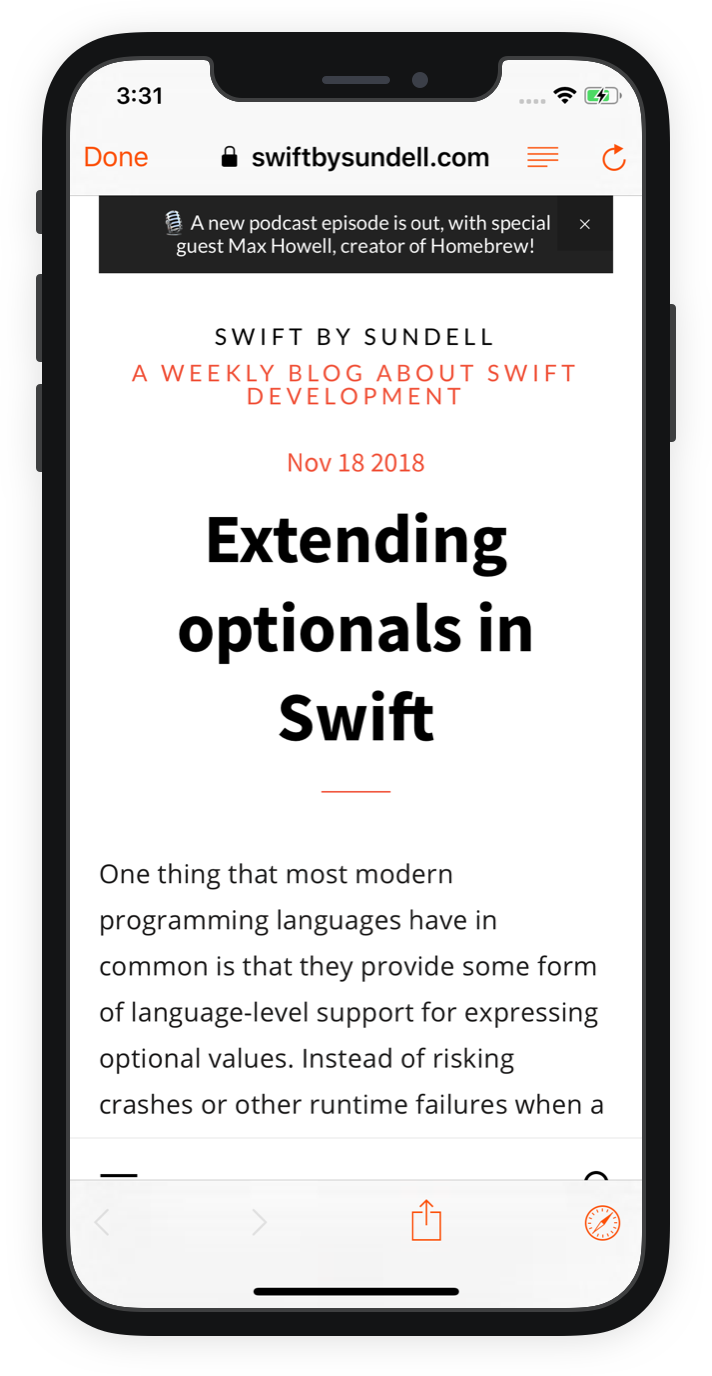 3:31
Done swiftbysundell.com
A new podcast episode is out, with special
guest Max Howell, creator of Homebrew!
SWIFT BY SUNDELL
A WEEKLY BLOG ABOUT SWIFT
DEVELOPMENT
Nov 18 2018
Extending
optionals in
Swift
One thing that most modern
programming languages have in
common is that they provide some form
of language-level support for expressing
optional values. Instead of risking
crashes or other runtime failures when a